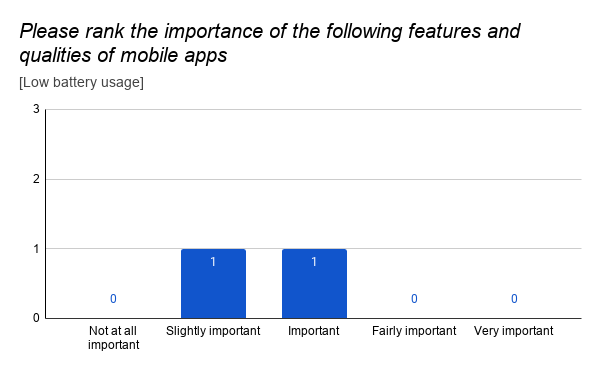 Please rank the importance of the following features and
qualities of mobile apps
[Low battery usage]
3
2
1
0
0
1
1
0
0
Not at all
important
Slightly important
Important
Fairly important
Very important